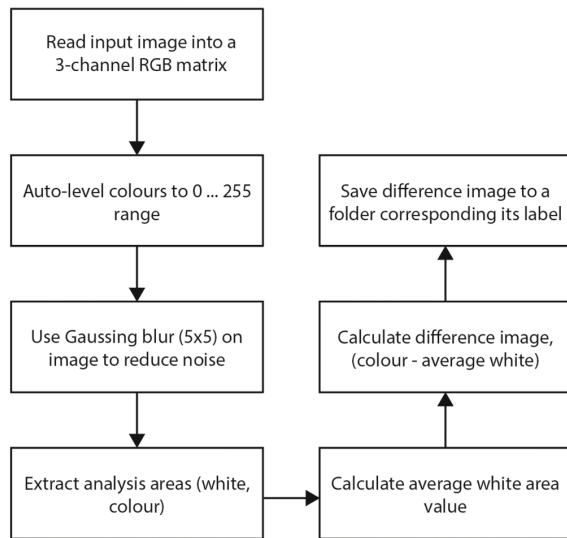 Read input image into a
3-channel RGB matrix
Auto-level colours to 0 ... 255
range
Use Gaussing blur (5x5) on
image to reduce noise
Extract analysis areas (white,
colour)
Calculate average white area
value
Calculate difference image,
(colour - average white)
Save difference image to a
folder corresponding its label